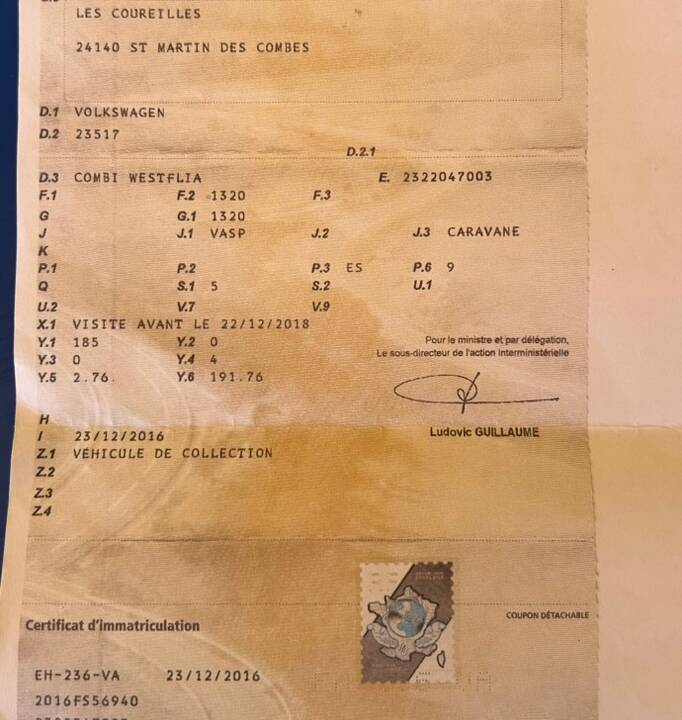 LES COUREILLES
24140 ST MARTIN DES COMBES
D.1 VOLKSWAGEN
D.2 23517
D.2.1
D.3 COMBI WESTFLIA E. 2322047003
F.1 F.2 1320 F.3
G G.1 1320
J J.1 VASP J.2 J.3 CARAVANE
K
P.1 P.2 P.3 ES P.6 9
Q S.1 5 S.2 U.1
U.2 V.7 V.9
X.1 VISITE AVANT LE 22/12/2018
Y.1 185 Y.2 0
Pour le ministre et par délégation,
Le sous-directeur de l'action interministérielle
Y.3 0 Y.4 4
Y.5 2.76 Y.6 191.76
H
I 23/12/2016
Ludovic GUILLAUME
Z.1 VÉHICULE DE COLLECTION
Z.2
Z.3
Z.4
COUPON DÉTACHABLE
Certificat d'immatriculation
EH-236-VA 23/12/2016
2016FS56940